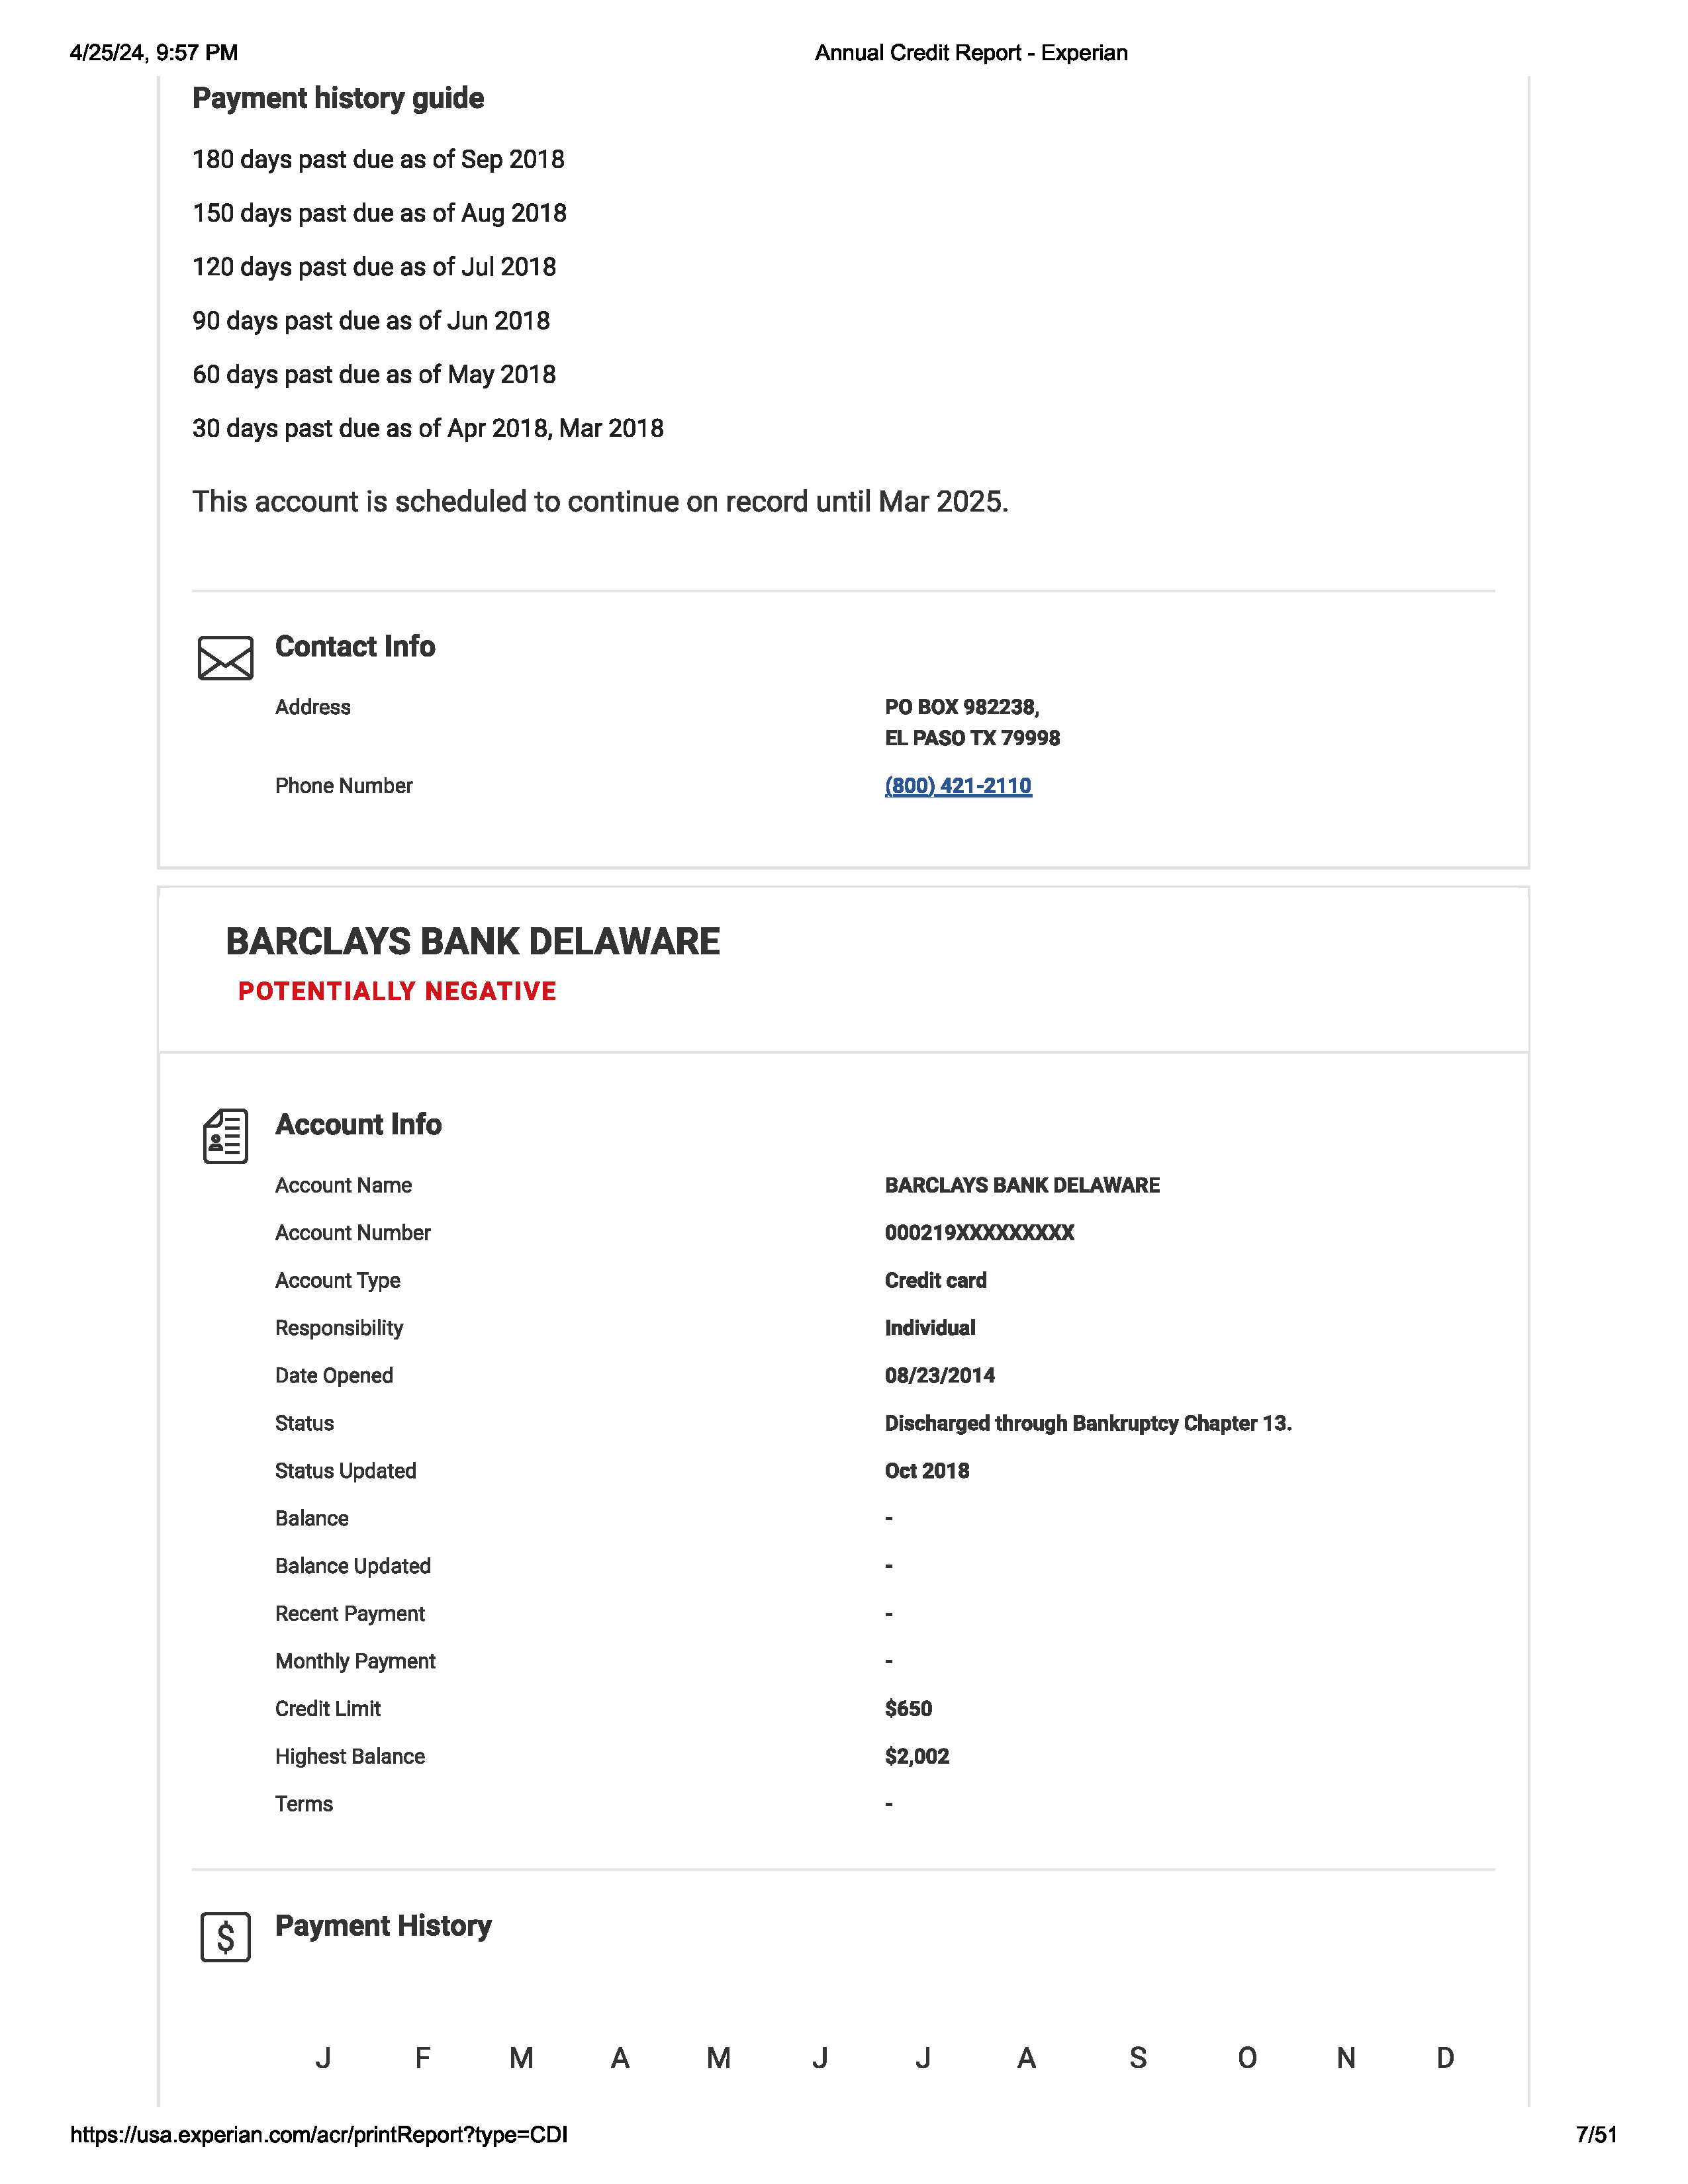 4/25/24, 9:57 PM
Annual Credit Report - Experian
Payment history guide
180 days past due as of Sep 2018
150 days past due as of Aug 2018
120 days past due as of Jul 2018
90 days past due as of Jun 2018
60 days past due as of May 2018
30 days past due as of Apr 2018, Mar 2018
This account is scheduled to continue on record until Mar 2025.
Contact Info
Address PO BOX 982238,
EL PASO TX 79998
Phone Number (800) 421-2110
BARCLAYS BANK DELAWARE
POTENTIALLY NEGATIVE
Account Info
Account Name BARCLAYS BANK DELAWARE
Account Number 000219XXXXXXXXX
Account Type Credit card
Responsibility Individual
Date Opened 08/23/2014
Status Discharged through Bankruptcy Chapter 13.
Status Updated Oct 2018
Balance -
Balance Updated -
Recent Payment -
Monthly Payment -
Credit Limit $650
Highest Balance $2,002
Terms -
$ Payment History
J F M A M J J A S O N D
https://usa.experian.com/acr/printReport?type=CDI 7/51